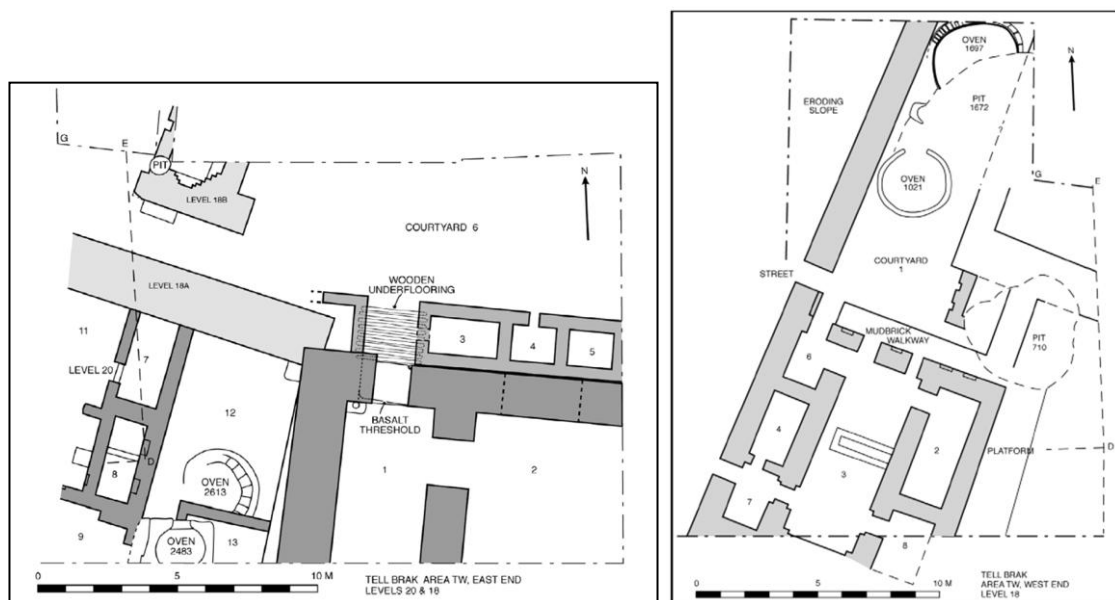 G
E
PIT
LEVEL 18B
N
COURTYARD 6
WOODEN
UNDERFLOORING
LEVEL 18A
11
7
3
4
5
LEVEL 20
12
BASALT
THRESHOLD
D
8
OVEN
2613
1
2
9
OVEN
2483
13
0 5 10 M
TELL BRAK AREA TW, EAST END
LEVELS 20 & 18
OVEN
1697
N
ERODING
SLOPE
PIT
1672
?
G
E
OVEN
1021
STREET
COURTYARD
1
MUDBRICK
WALKWAY
PIT
710
6
4
2
PLATFORM
D
3
7
8
0 5 10 M
TELL BRAK
AREA TW, WEST END
LEVEL 18